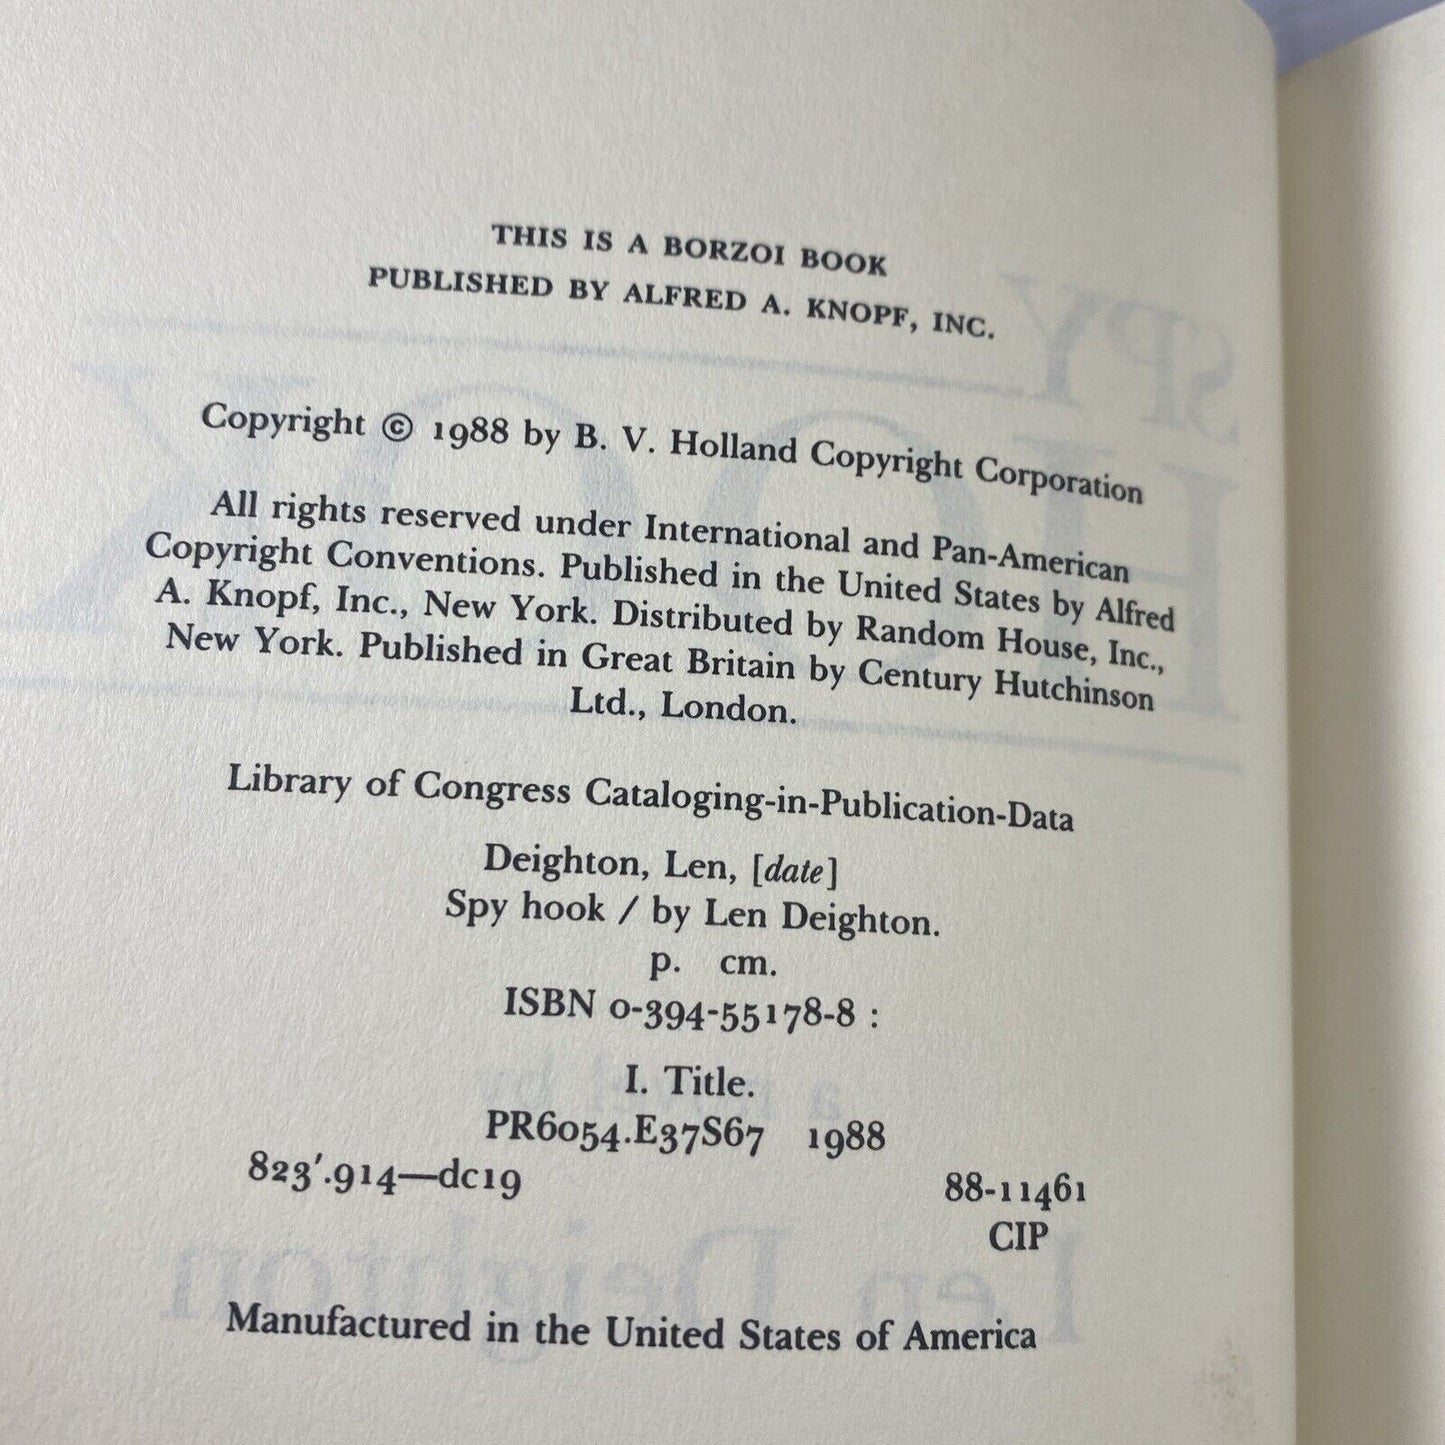 THIS IS A BORZOI BOOK
PUBLISHED BY ALFRED A. KNOPF, INC.
Copyright © 1988 by B. V. Holland Copyright Corporation
All rights reserved under International and Pan-American
Copyright Conventions. Published in the United States by Alfred
A. Knopf, Inc., New York. Distributed by Random House, Inc.,
New York. Published in Great Britain by Century Hutchinson
Ltd., London.
Library of Congress Cataloging-in-Publication-Data
Deighton, Len, [date]
Spy hook / by Len Deighton.
p. cm.
ISBN 0-394-55178-8 :
I. Title.
PR6054.E37S67 1988
823'.914—dc19 88-11461
CIP
Manufactured in the United States of America
SPY
HOOK
Len Deighton